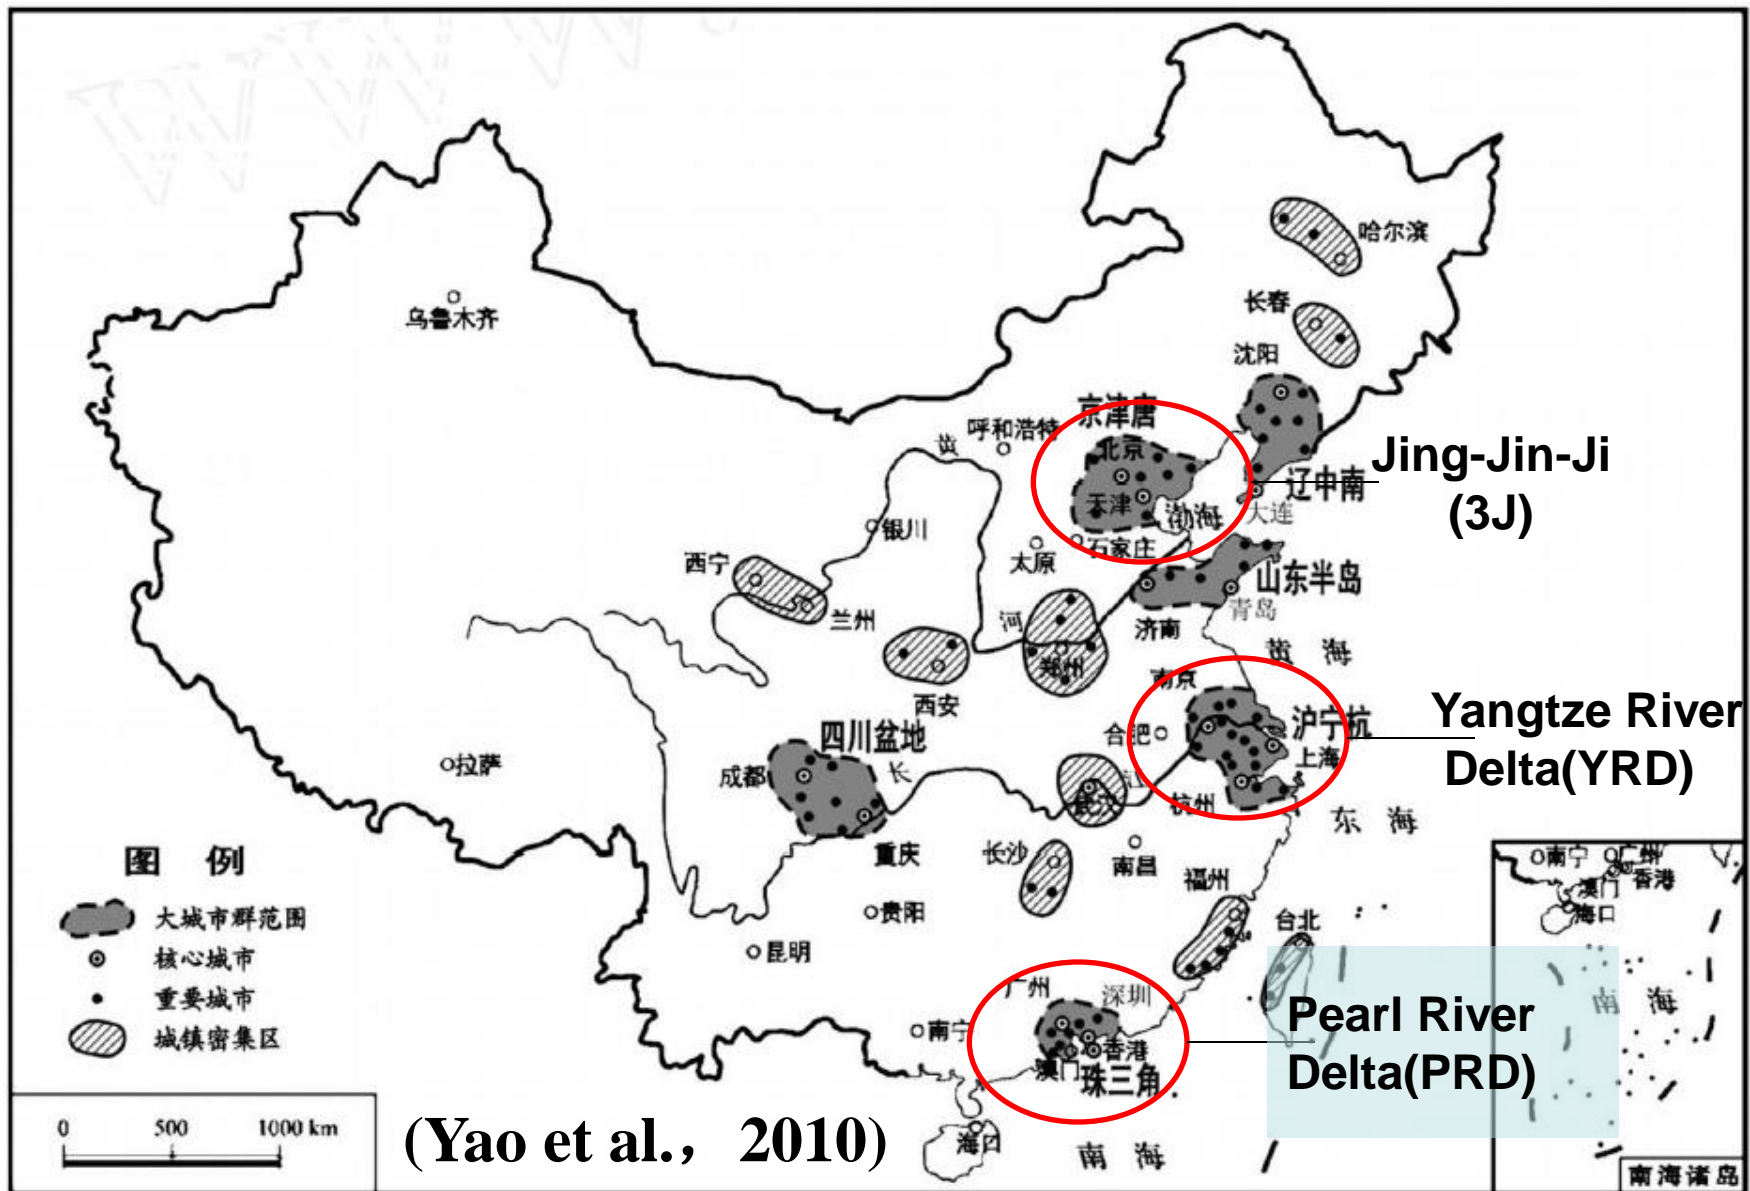 哈尔滨
长春
乌鲁木齐
沈阳
京津唐
呼和浩特
黄
北京
Jing-Jin-Ji
(3J)
辽中南
天津
渤海
大连
银川
石家庄
太原
西宁
山东半岛
青岛
兰州
河
济南
黄 海
郑州
南京
西安
沪宁杭
Yangtze River
Delta(YRD)
四川盆地
合肥
上海
拉萨
成都
长
江
武汉
杭州
东 海
图 例
重庆
长沙
南昌
福州
南宁
广州
香港
澳门
海口
大城市群范围
贵阳
台北
核心城市
昆明
重要城市
广州
深圳
南 海
城镇密集区
南宁
香港
澳门
珠三角
Pearl River
Delta(PRD)
0 500 1000 km
(Yao et al.，2010)
海口
南 海
南海诸岛